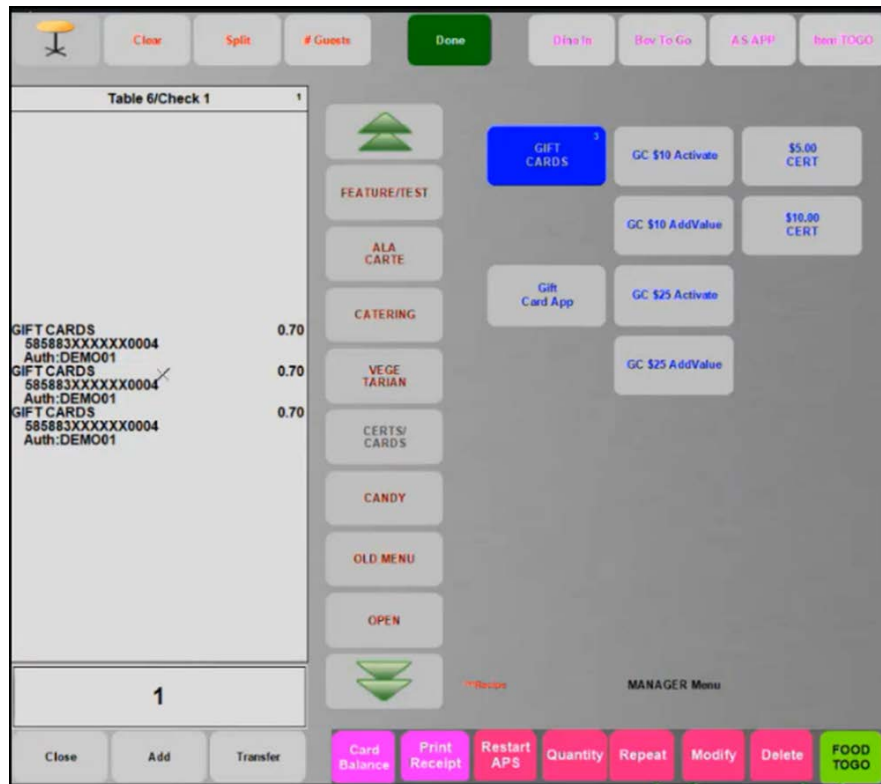 Clear
Split
# Guests
Done
Dine In
Bev To Go
AS APP
Item TOGO
Table 6/Check 1
1
GIFT CARDS 0.70
585883XXXXXX0004
Auth:DEMO01
GIFT CARDS 0.70
585883XXXXXX0004
Auth:DEMO01
GIFT CARDS 0.70
585883XXXXXX0004
Auth:DEMO01
1
Close
Add
Transfer
FEATURE/TEST
ALA
CARTE
CATERING
VEGE
TARIAN
CERTS/
CARDS
CANDY
OLD MENU
OPEN
GIFT
CARDS
3
GC $10 Activate
$5.00
CERT
GC $10 AddValue
$10.00
CERT
Gift
Card App
GC $25 Activate
GC $25 AddValue
**Recipe
MANAGER Menu
Card
Balance
Print
Receipt
Restart
APS
Quantity
Repeat
Modify
Delete
FOOD
TOGO